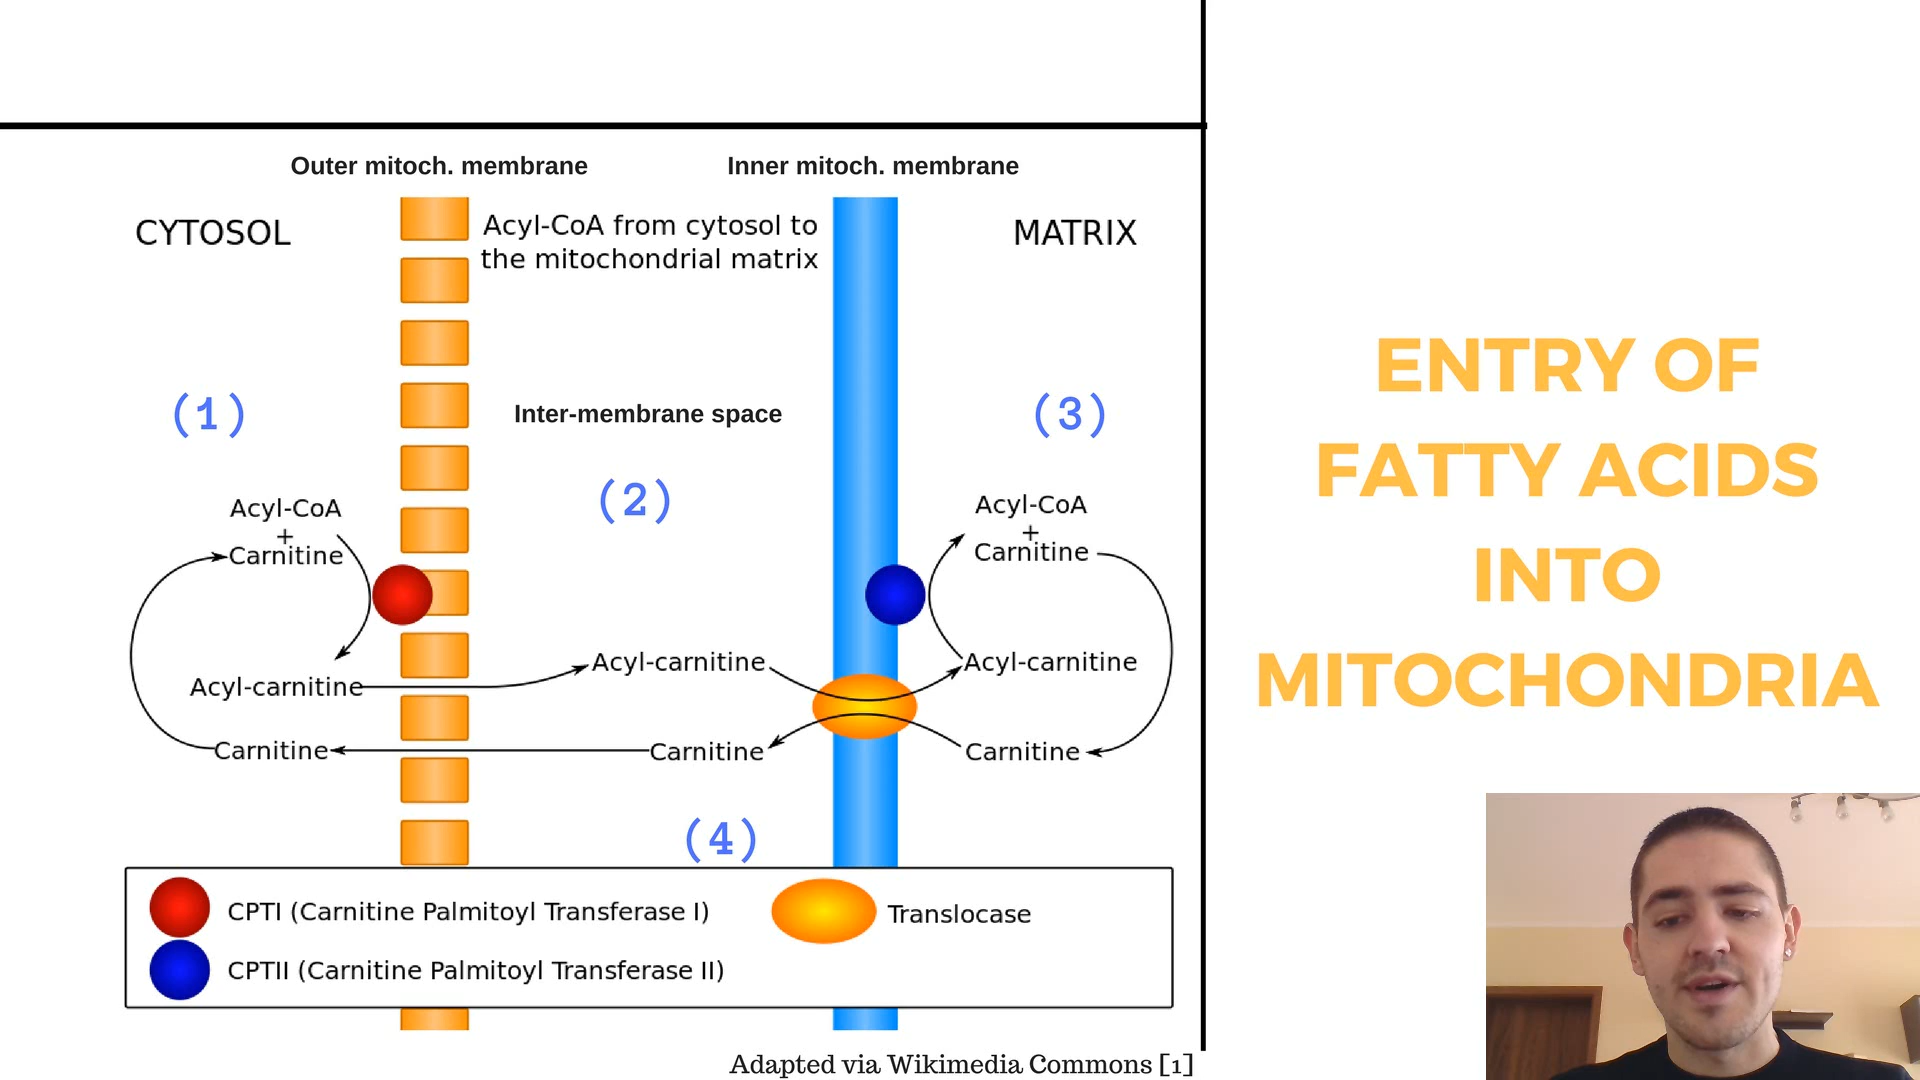 Outer mitoch. membrane
Inner mitoch. membrane
CYTOSOL
Acyl-CoA from cytosol to
the mitochondrial matrix
MATRIX
(1)
Inter-membrane space
(3)
(2)
Acyl-CoA
+
Carnitine
Acyl-CoA
+
Carnitine
Acyl-carnitine
Acyl-carnitine
Acyl-carnitine
Carnitine
Carnitine
Carnitine
(4)
CPTI (Carnitine Palmitoyl Transferase I)
Translocase
CPTII (Carnitine Palmitoyl Transferase II)
Adapted via Wikimedia Commons [1]
ENTRY OF
FATTY ACIDS
INTO
MITOCHONDRIA